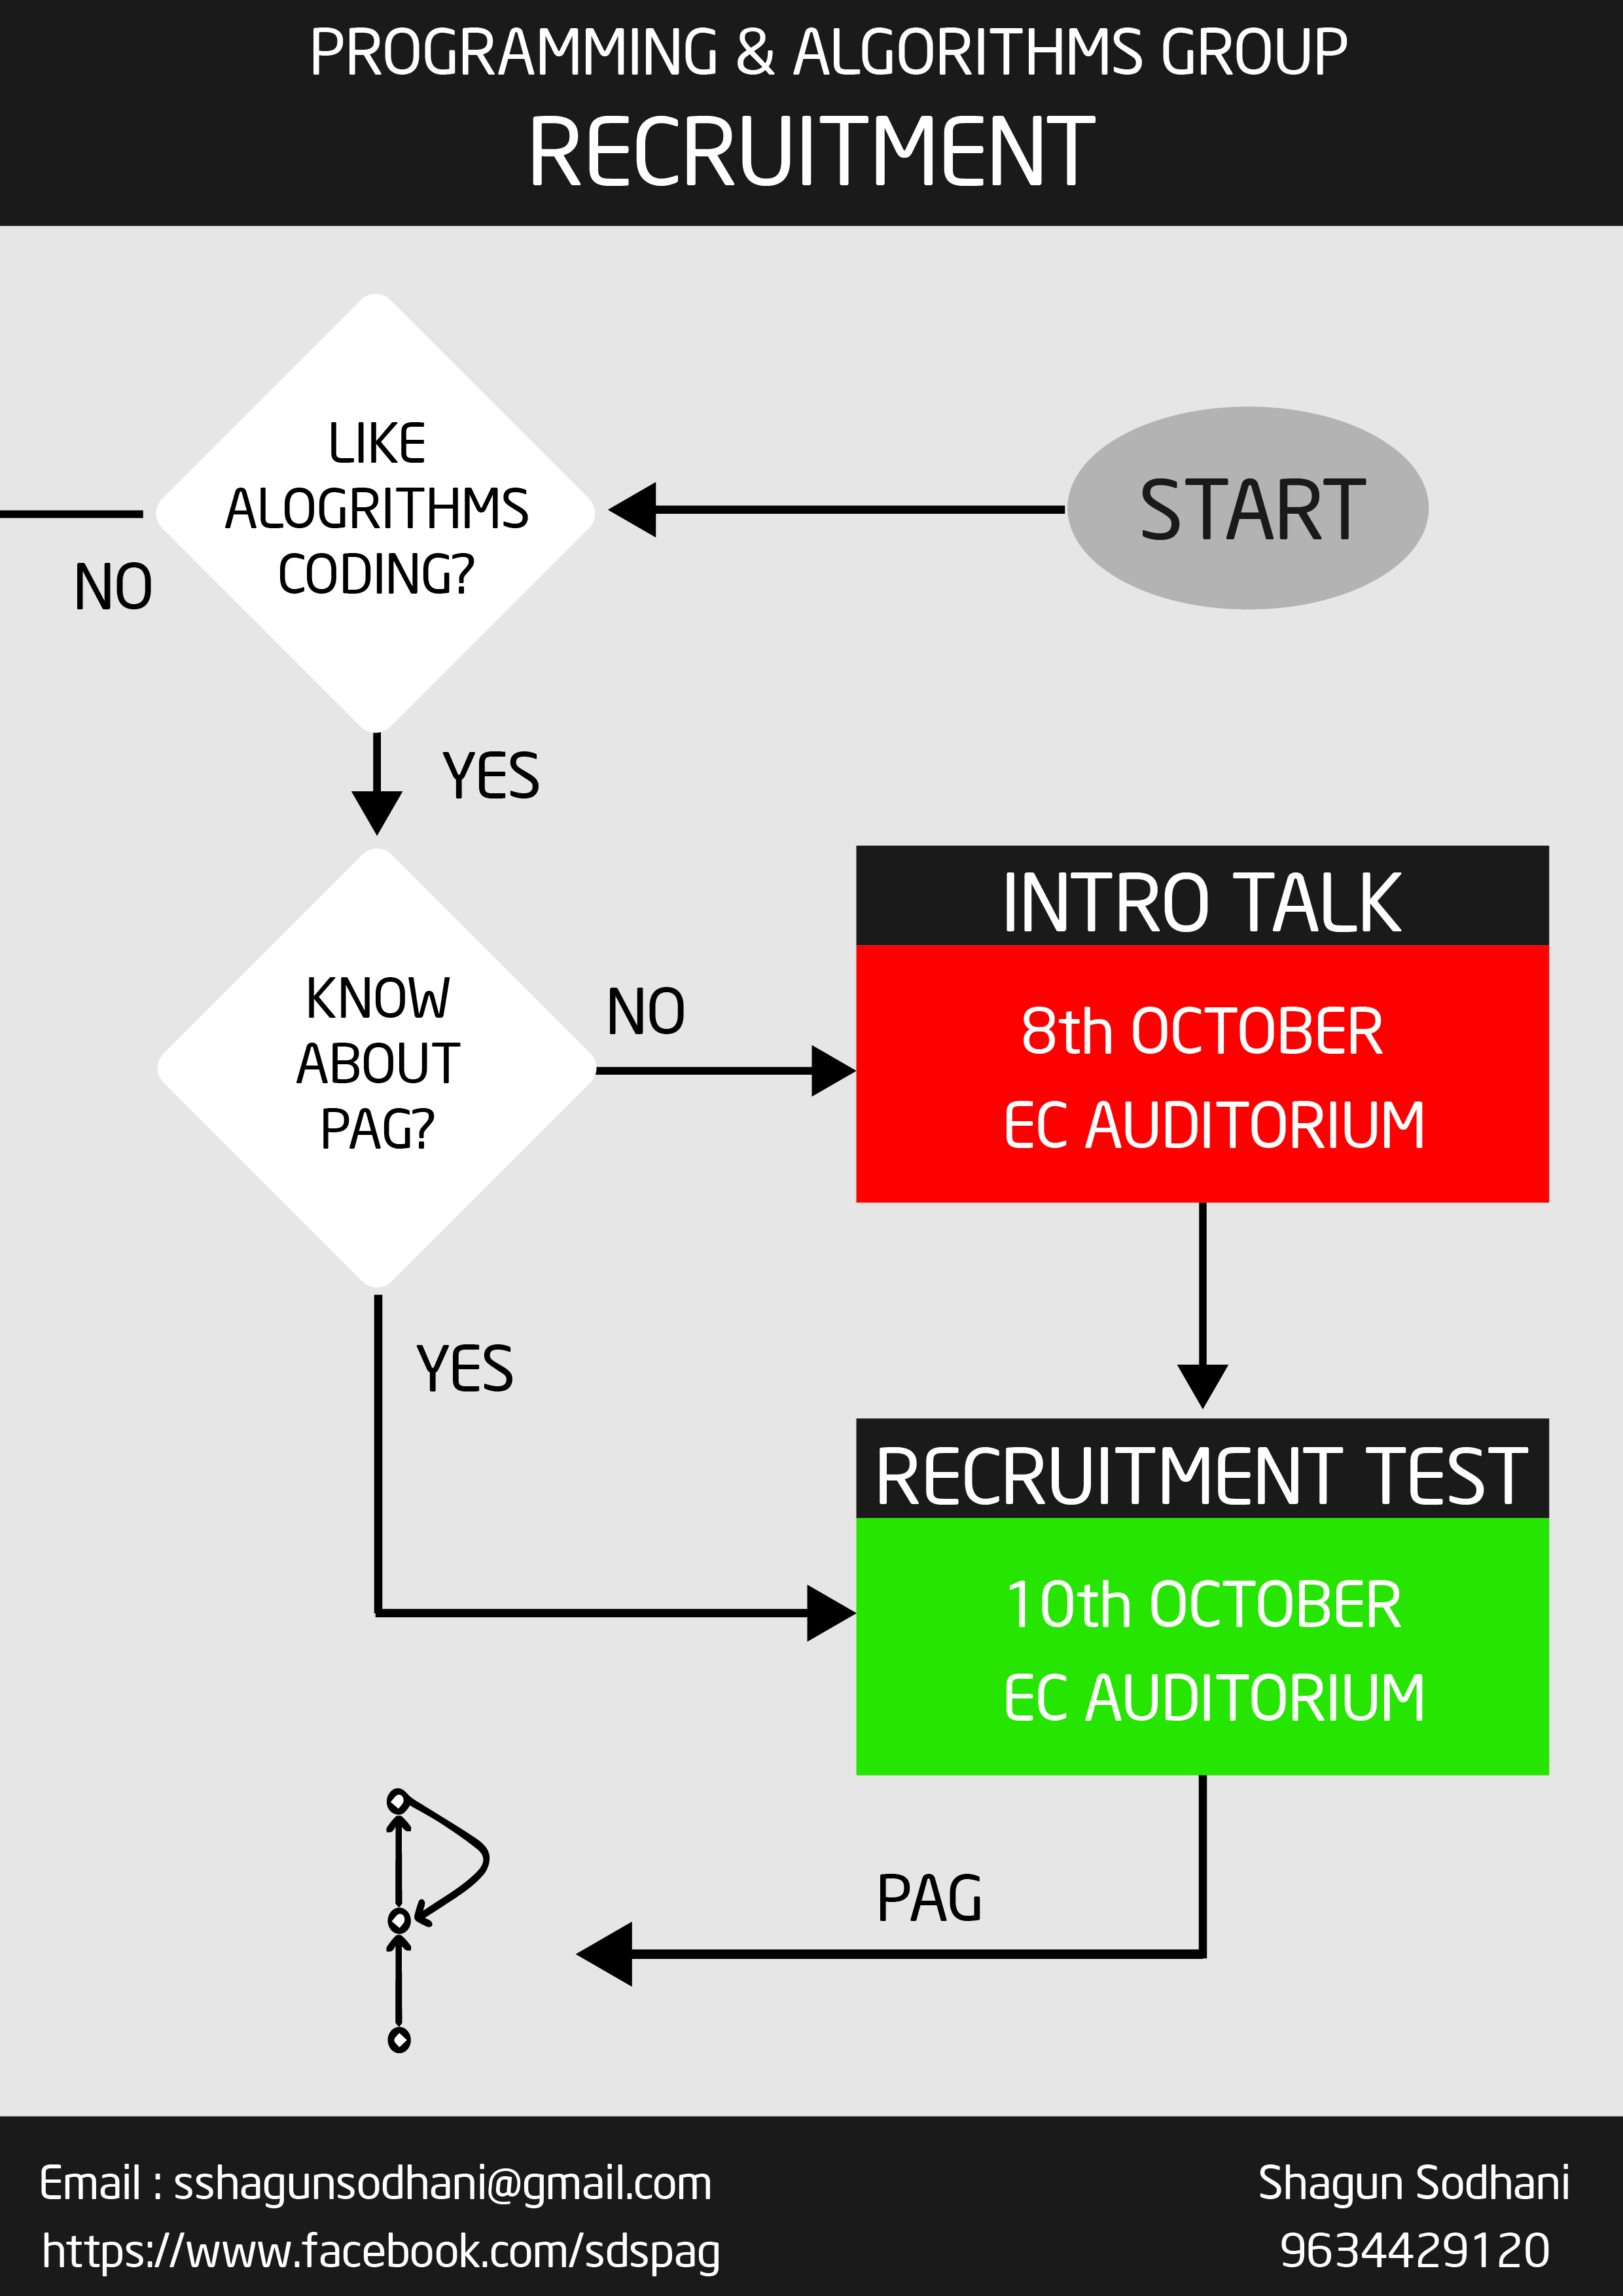 PROGRAMMING & ALGORITHMS GROUP
RECRUITMENT
START
LIKE
ALOGRITHMS
CODING?
NO
YES
KNOW
ABOUT
PAG?
NO
INTRO TALK
8th OCTOBER
EC AUDITORIUM
YES
RECRUITMENT TEST
10th OCTOBER
EC AUDITORIUM
PAG
Email : sshagunsodhani@gmail.com
https://www.facebook.com/sdspag
Shagun Sodhani
9634429120